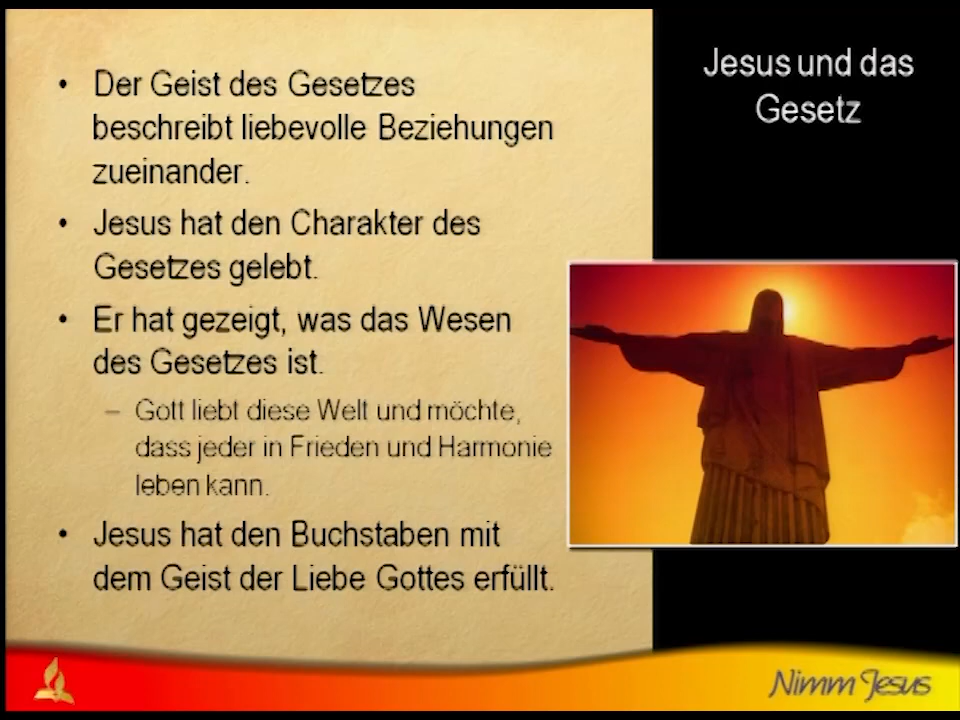 Jesus und das
Gesetz
• Der Geist des Gesetzes
beschreibt liebevolle Beziehungen
zueinander.
• Jesus hat den Charakter des
Gesetzes gelebt.
• Er hat gezeigt, was das Wesen
des Gesetzes ist.
– Gott liebt diese Welt und möchte,
dass jeder in Frieden und Harmonie
leben kann.
• Jesus hat den Buchstaben mit
dem Geist der Liebe Gottes erfüllt.
Nimm Jesus